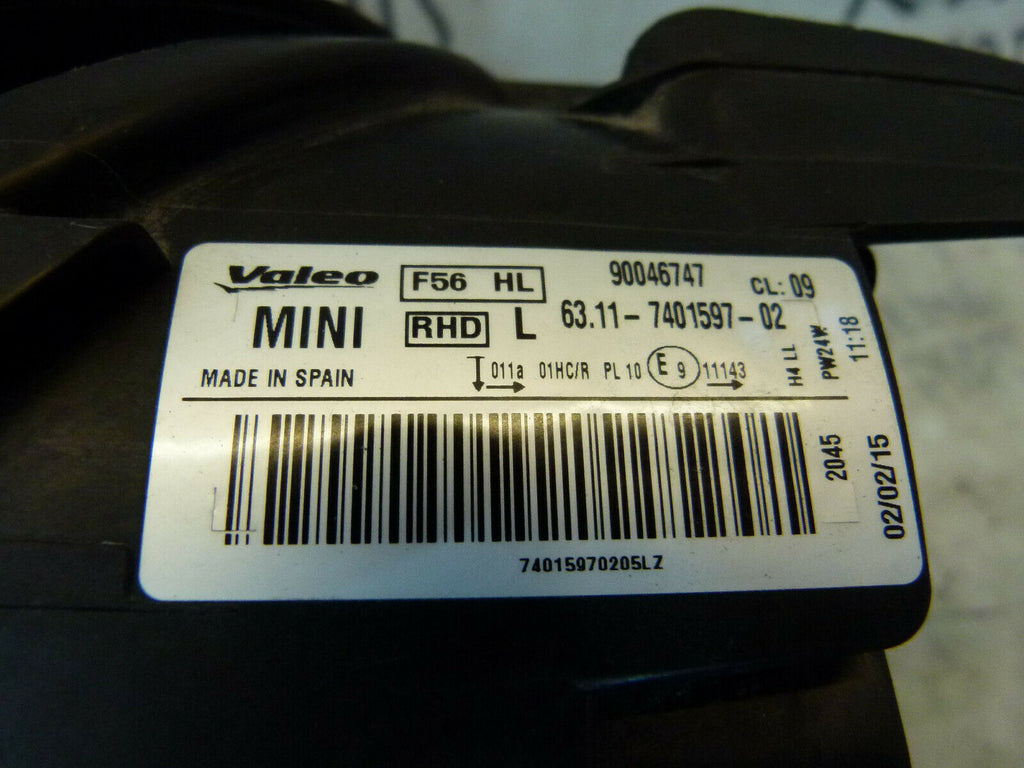 Valeo F56 HL 90046747 CL: 09
MINI RHD L 63.11-7401597-02
MADE IN SPAIN 011a 01HC/R PL 10 E 9 11143
H4 LL
PW24W
11:18
2045
02/02/15
74015970205LZ